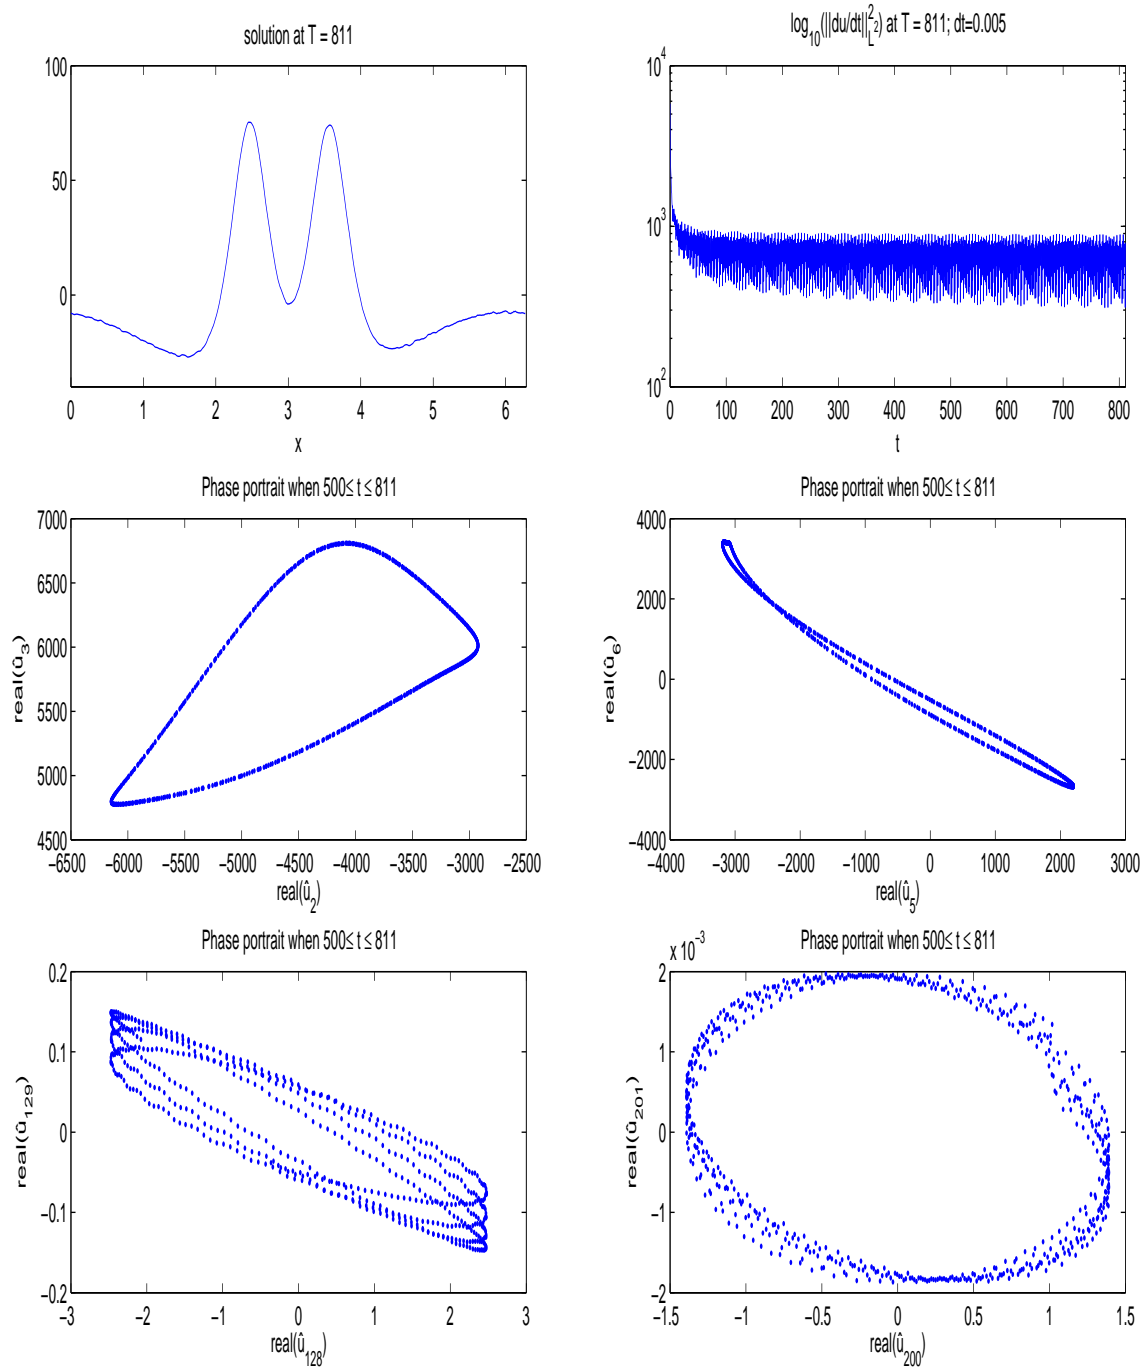 solution at T = 811
100
50
0
0 1 2 3 4 5 6
x
log10(||du/dt||²L²) at T = 811; dt=0.005
10^4
10^3
10^2
0 100 200 300 400 500 600 700 800
t
Phase portrait when 500≤ t ≤811
7000
6500
6000
5500
5000
4500
real(û3)
−6500 −6000 −5500 −5000 −4500 −4000 −3500 −3000 −2500
real(û2)
Phase portrait when 500≤ t ≤811
4000
2000
0
−2000
−4000
real(û6)
−4000 −3000 −2000 −1000 0 1000 2000 3000
real(û5)
Phase portrait when 500≤ t ≤811
0.2
0.1
0
−0.1
−0.2
real(û129)
−3 −2 −1 0 1 2 3
real(û128)
x 10^−3
Phase portrait when 500≤ t ≤811
2
1
0
−1
−2
real(û201)
−1.5 −1 −0.5 0 0.5 1 1.5
real(û200)